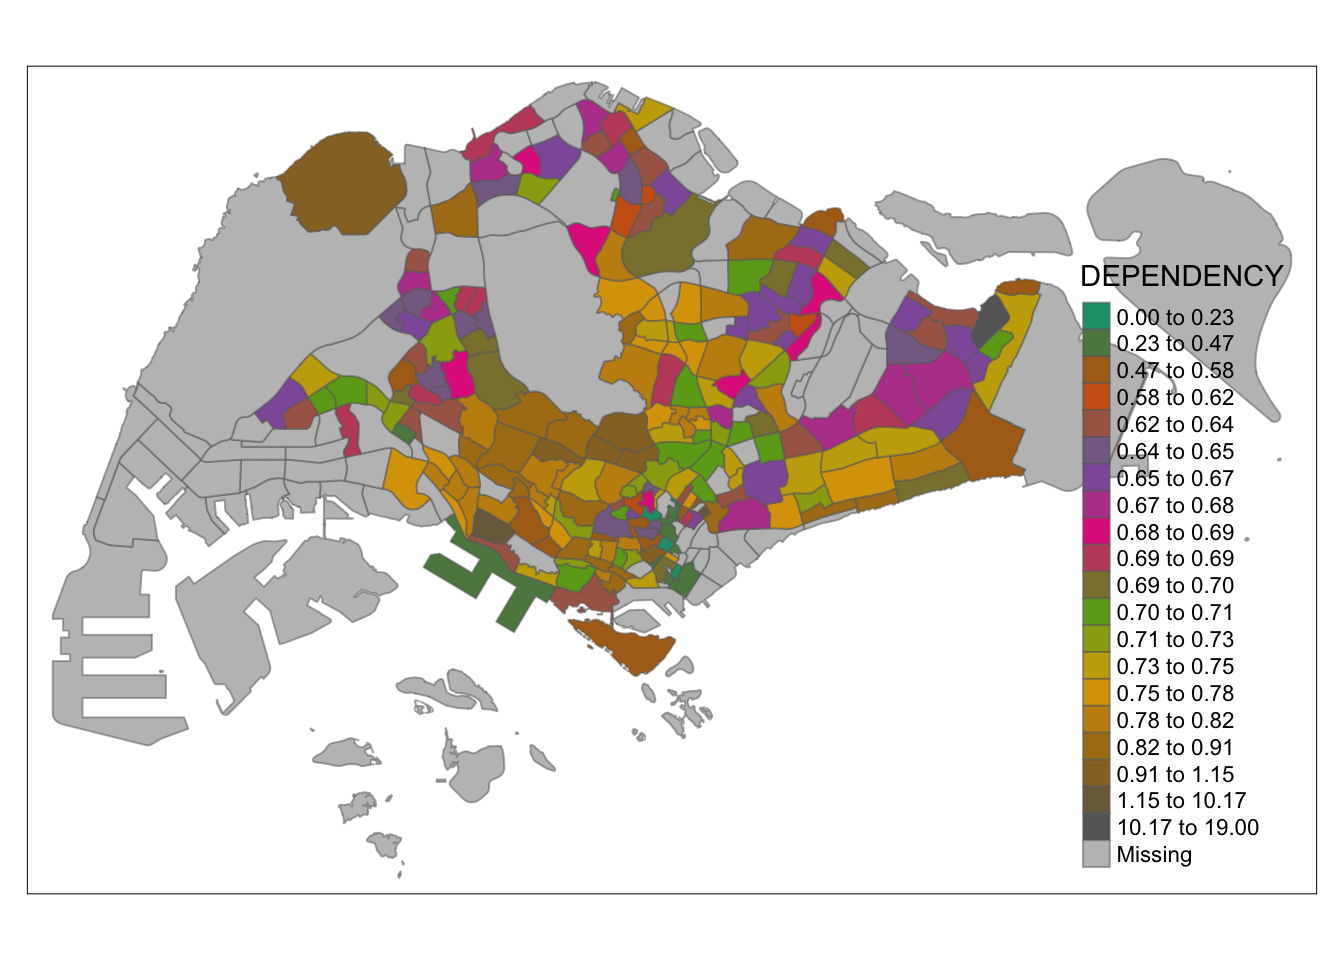 DEPENDENCY
0.00 to 0.23
0.23 to 0.47
0.47 to 0.58
0.58 to 0.62
0.62 to 0.64
0.64 to 0.65
0.65 to 0.67
0.67 to 0.68
0.68 to 0.69
0.69 to 0.69
0.69 to 0.70
0.70 to 0.71
0.71 to 0.73
0.73 to 0.75
0.75 to 0.78
0.78 to 0.82
0.82 to 0.91
0.91 to 1.15
1.15 to 10.17
10.17 to 19.00
Missing